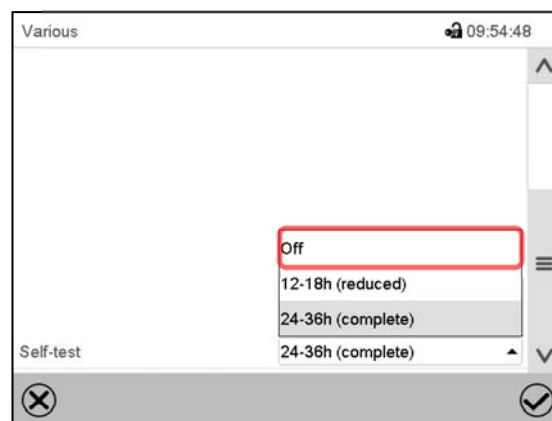 Various 09:54:48
Off
12-18h (reduced)
24-36h (complete)
Self-test 24-36h (complete)